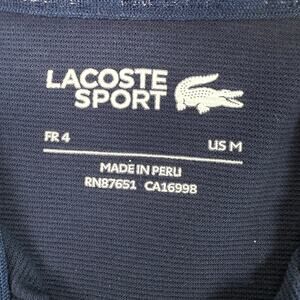 LACOSTE
SPORT
FR 4 US M
MADE IN PERU
RN87651 CA16998